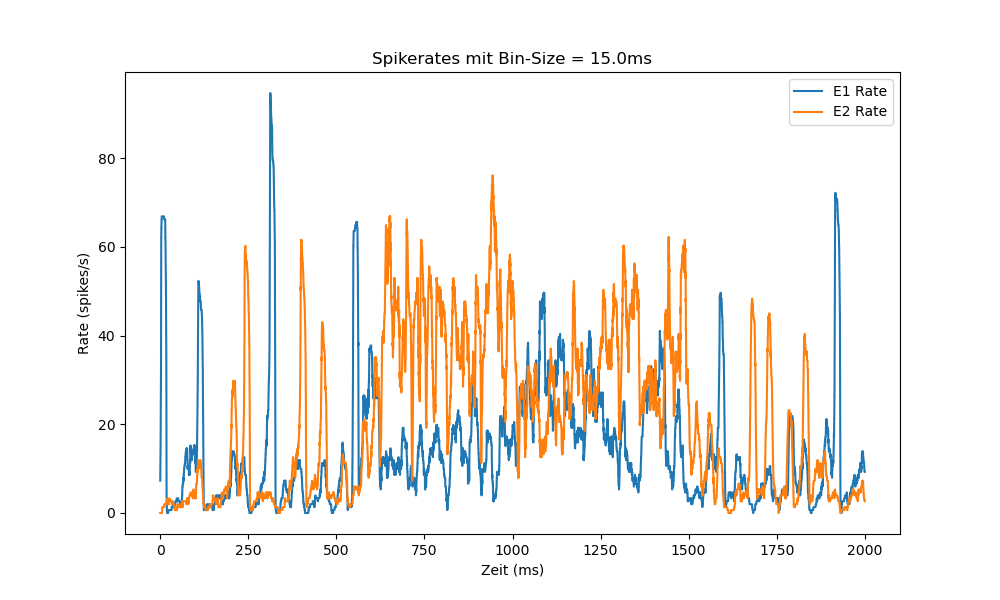 Spikerates mit Bin-Size = 15.0ms
E1 Rate
E2 Rate
80
60
40
20
0
Rate (spikes/s)
0 250 500 750 1000 1250 1500 1750 2000
Zeit (ms)